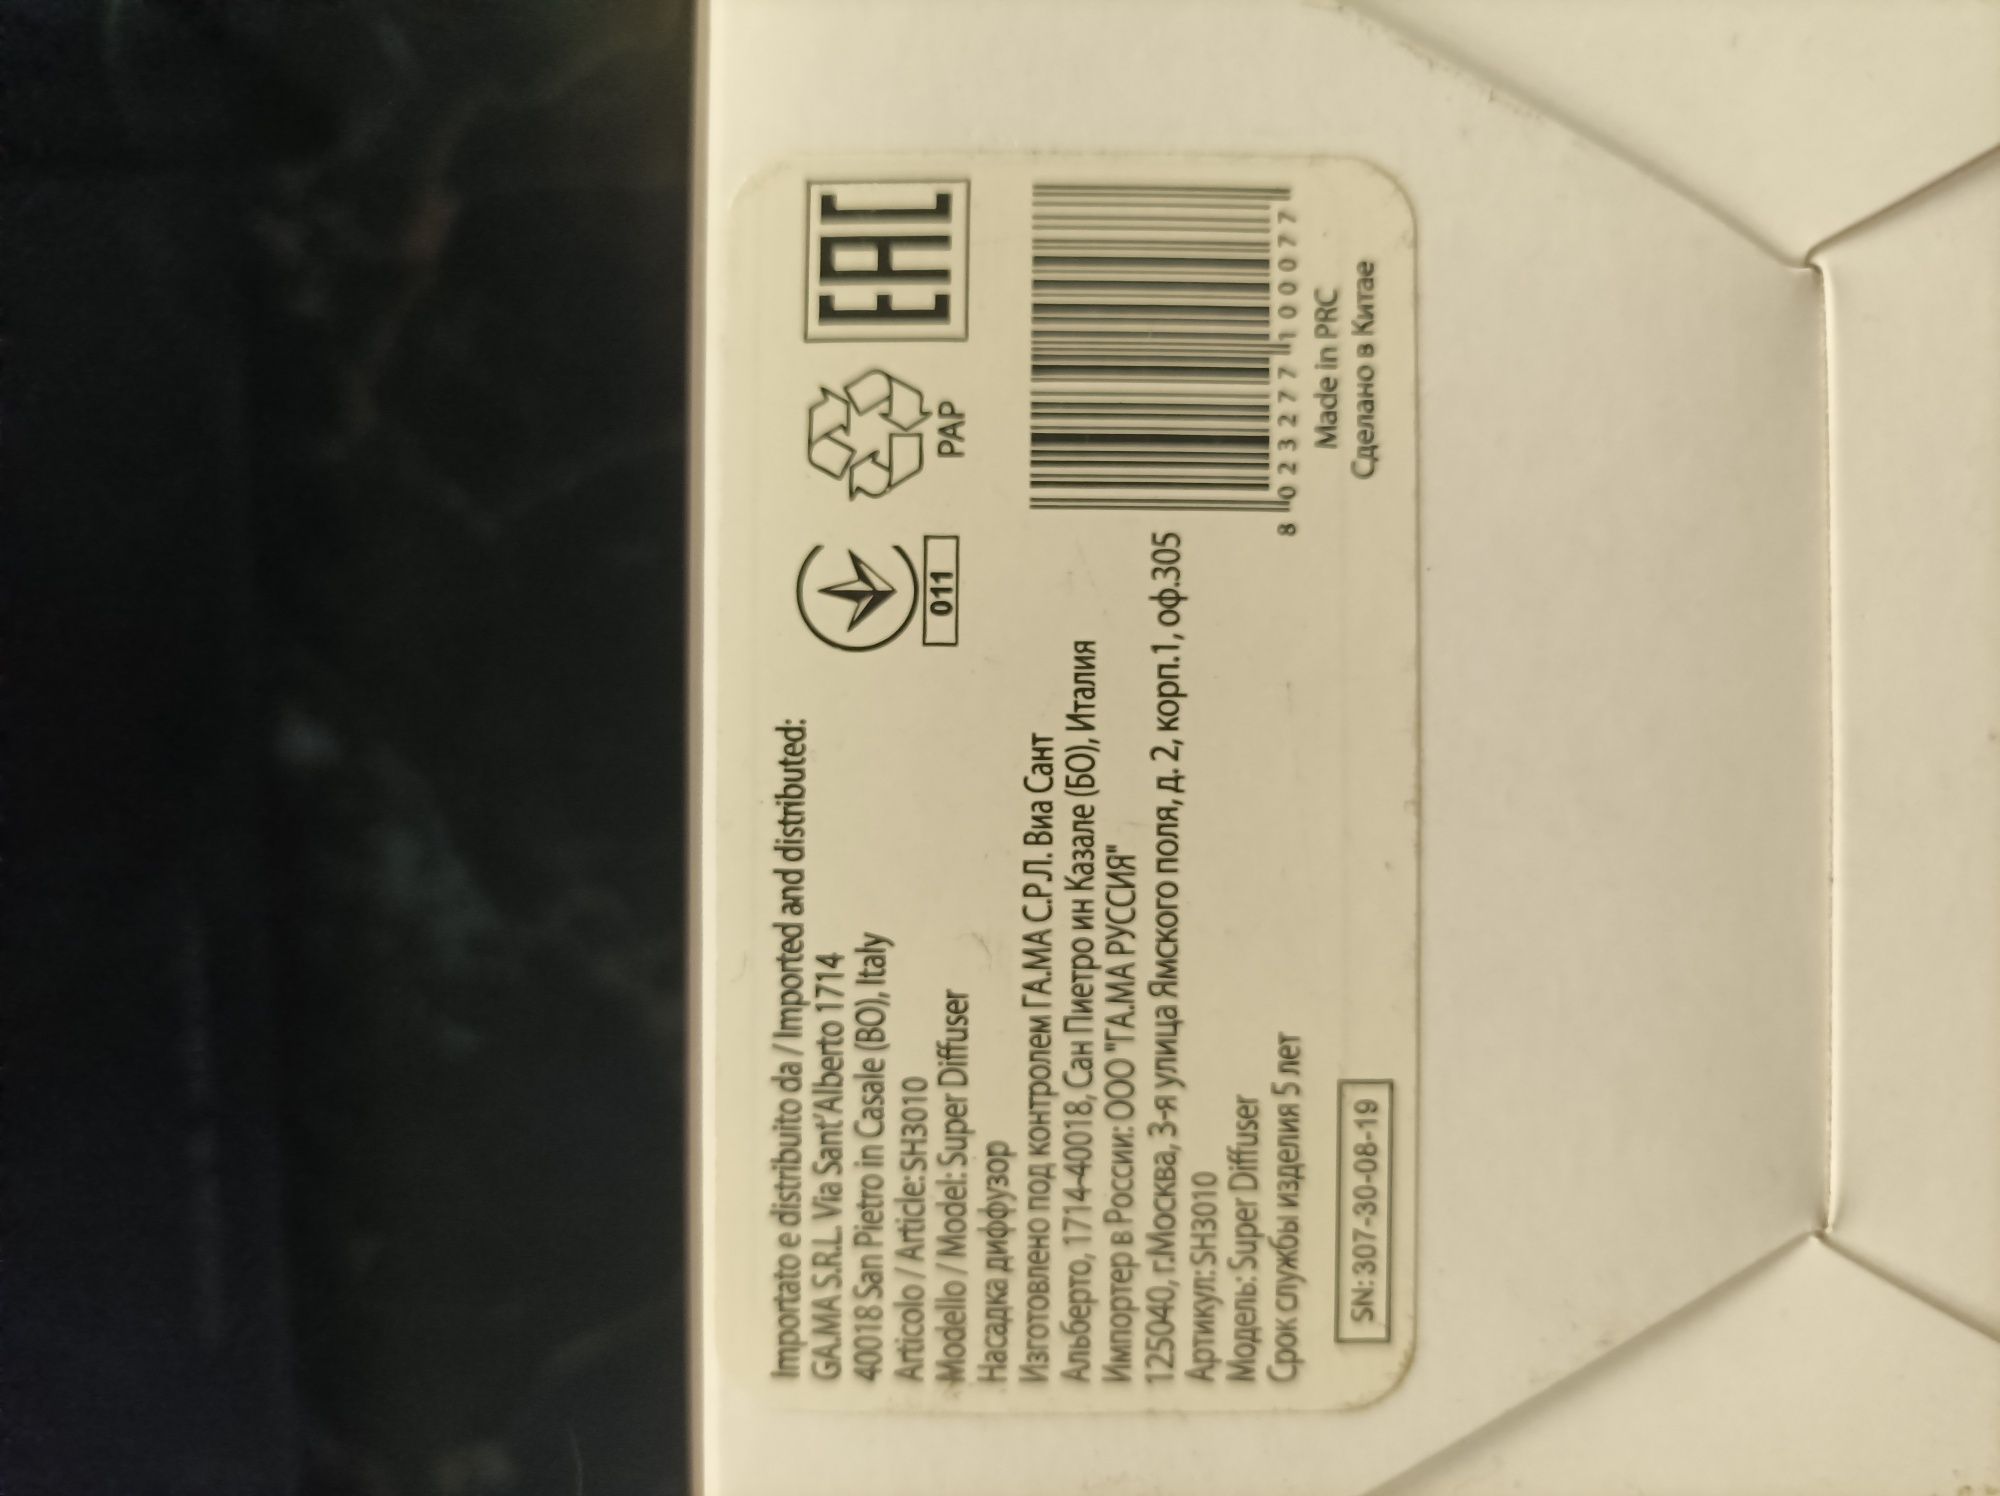 Importato e distribuito da / Imported and distributed:
GA.MA S.R.L. Via Sant'Alberto 1714
40018 San Pietro in Casale (BO), Italy
Articolo / Article: SH3010
Modello / Model: Super Diffuser
Насадка диффузор
Изготовлено под контролем ГА.МА С.Р.Л. Виа Сант
Альберто, 1714-40018, Сан Пиетро ин Казале (БО), Италия
Импортер в России: ООО "ГА.МА РУССИЯ"
125040, г.Москва, 3-я улица Ямского поля, д. 2, корп.1, оф.305
Артикул: SH3010
Модель: Super Diffuser
Срок службы изделия 5 лет
SN: 307-30-08-19
011
PAP
EAC
8 023277 100077
Made in PRC
Сделано в Китае